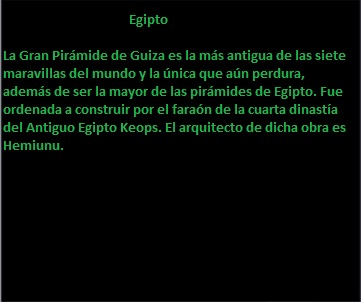 Egipto
La Gran Pirámide de Guiza es la más antigua de las siete
maravillas del mundo y la única que aún perdura,
además de ser la mayor de las pirámides de Egipto. Fue
ordenada a construir por el faraón de la cuarta dinastía
del Antiguo Egipto Keops. El arquitecto de dicha obra es
Hemiunu.